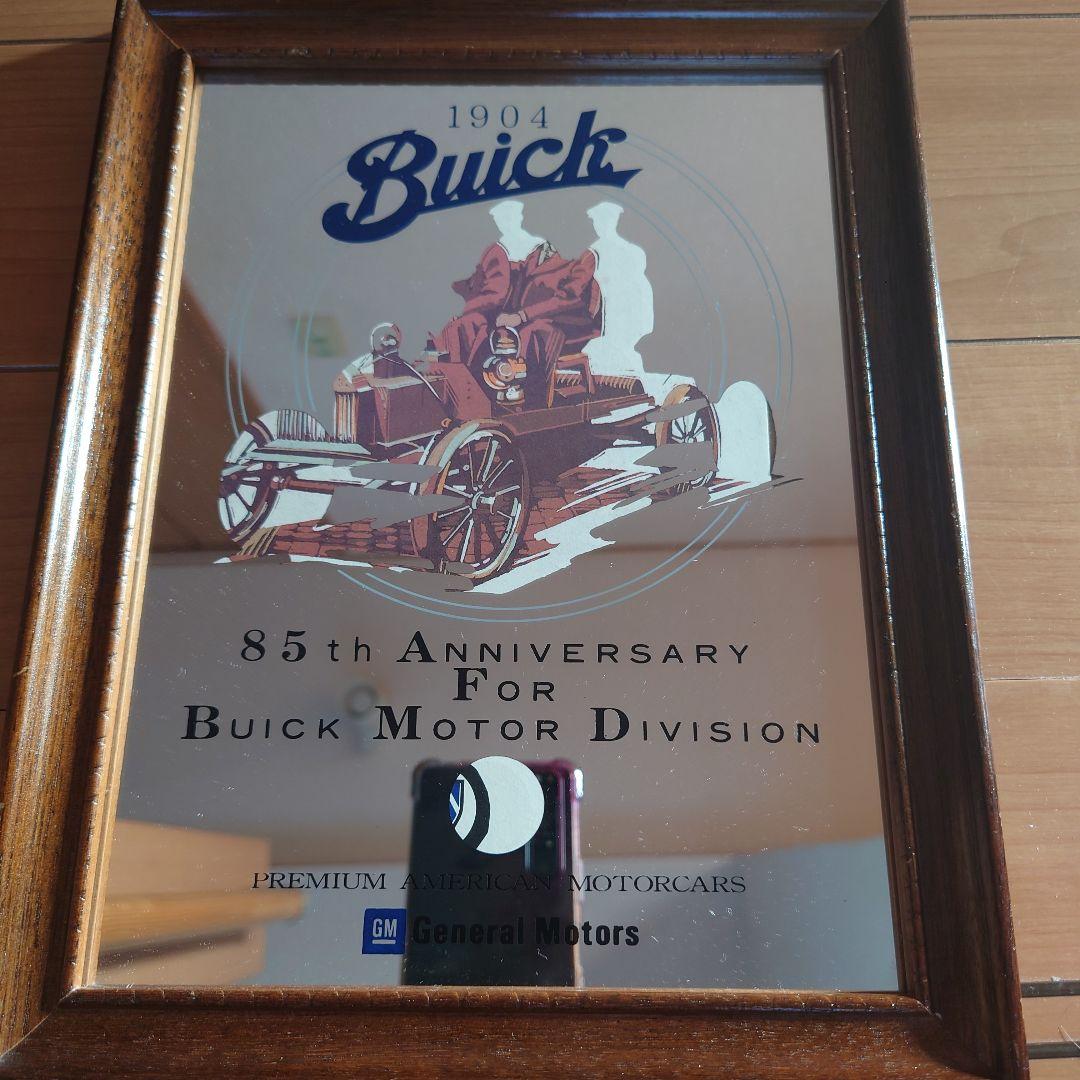 1904
Buick
85th ANNIVERSARY
FOR
BUICK MOTOR DIVISION
PREMIUM AMERICAN MOTORCARS
GM General Motors